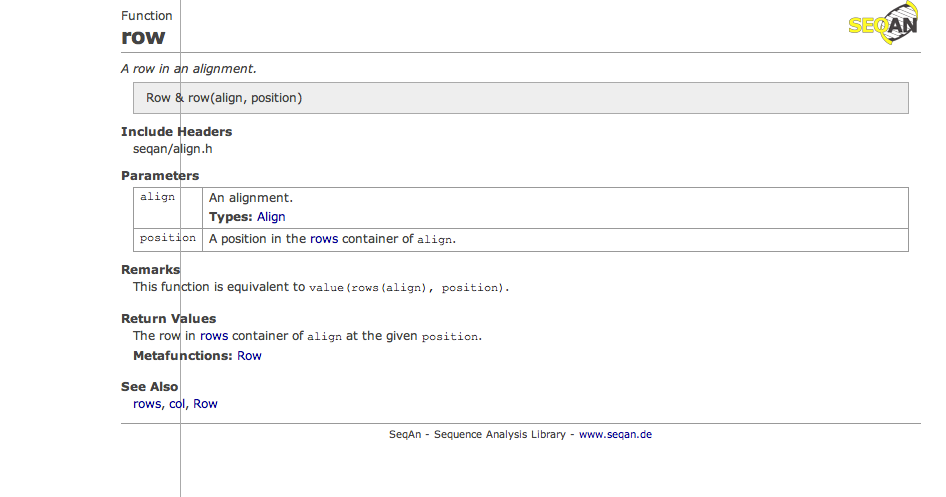 Function
SEQAN
row
A row in an alignment.
Row & row(align, position)
Include Headers
seqan/align.h
Parameters
align An alignment.
Types: Align
position A position in the rows container of align.
Remarks
This function is equivalent to value(rows(align), position).
Return Values
The row in rows container of align at the given position.
Metafunctions: Row
See Also
rows, col, Row
SeqAn - Sequence Analysis Library - www.seqan.de